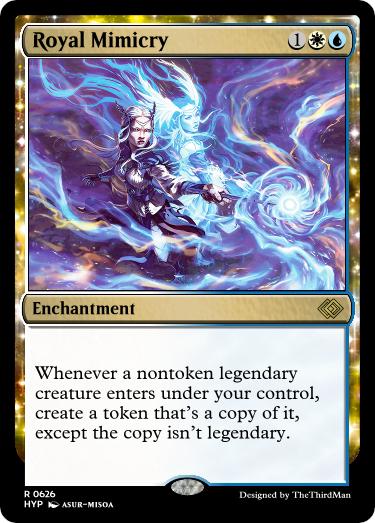 Royal Mimicry 1
Enchantment
Whenever a nontoken legendary
creature enters under your control,
create a token that's a copy of it,
except the copy isn't legendary.
R 0626
HYP ASUR-MISOA
Designed by TheThirdMan